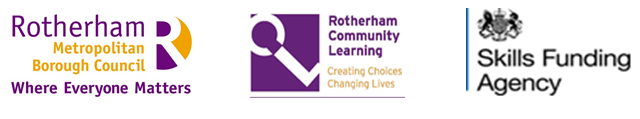 Rotherham
Metropolitan
Borough Council
Where Everyone Matters
Rotherham
Community
Learning
Creating Choices
Changing Lives
Skills Funding
Agency